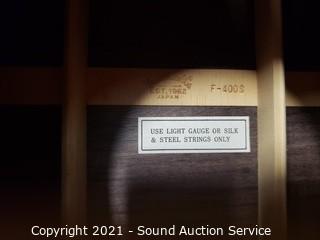 EST. 1962
JAPAN
F-400S
USE LIGHT GAUGE OR SILK
& STEEL STRINGS ONLY
Copyright 2021 - Sound Auction Service